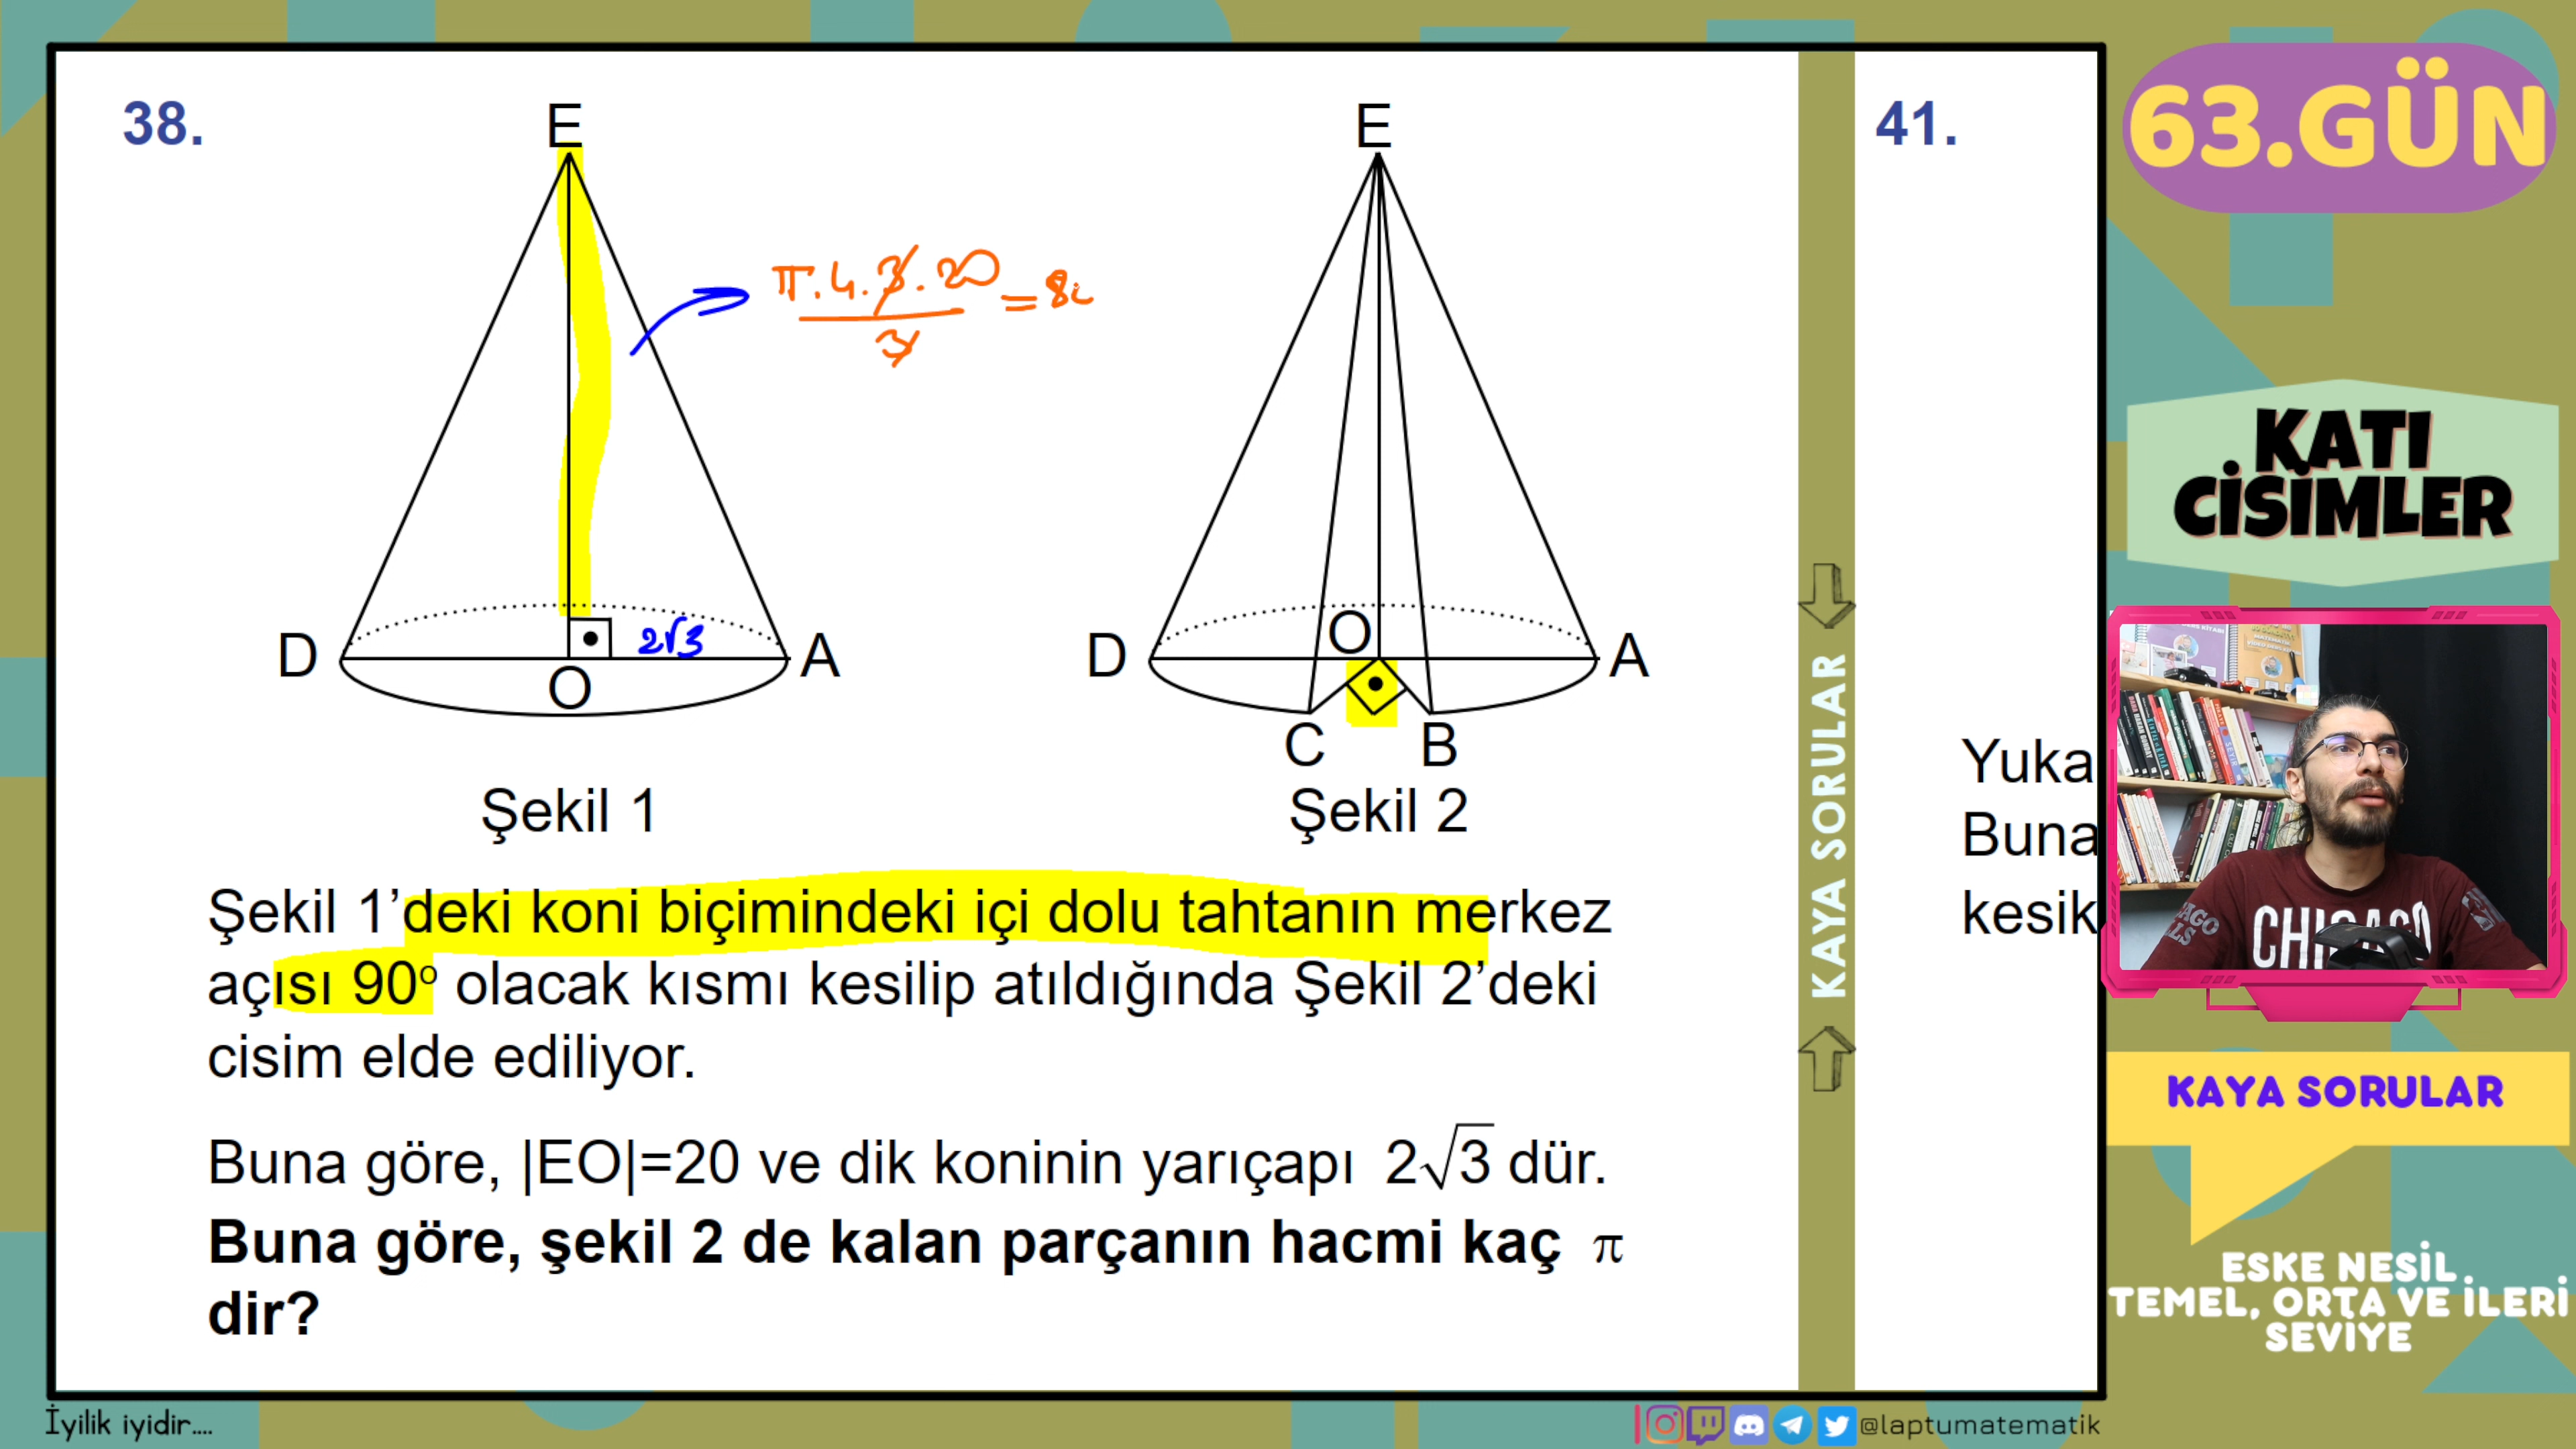 38.
E
π.4.3.20
3
=80
2√3
D
O
A
Şekil 1
E
D
O
A
C
B
Şekil 2
Şekil 1’deki koni biçimindeki içi dolu tahtanın merkez
açısı 90° olacak kısmı kesilip atıldığında Şekil 2’deki
cisim elde ediliyor.
Buna göre, |EO|=20 ve dik koninin yarıçapı 2√3 dür.
Buna göre, şekil 2 de kalan parçanın hacmi kaç π
dir?
KAYA SORULAR
41.
Yuka
Buna
kesik
63.GÜN
KATI
CİSİMLER
CHICAGO
KAYA SORULAR
ESKE NESİL
TEMEL, ORTA VE İLERİ
SEVİYE
İyilik iyidir....
@laptumatematik